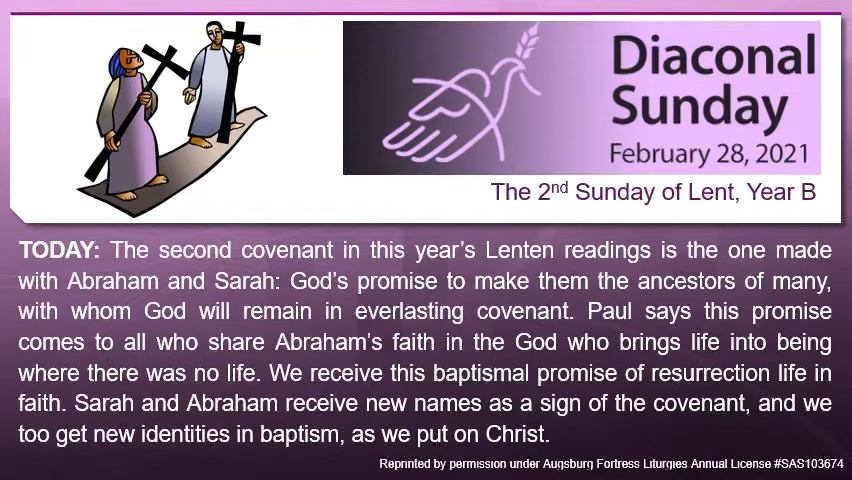 Diaconal
Sunday
February 28, 2021
The 2nd Sunday of Lent, Year B
TODAY: The second covenant in this year’s Lenten readings is the one made
with Abraham and Sarah: God’s promise to make them the ancestors of many,
with whom God will remain in everlasting covenant. Paul says this promise
comes to all who share Abraham’s faith in the God who brings life into being
where there was no life. We receive this baptismal promise of resurrection life in
faith. Sarah and Abraham receive new names as a sign of the covenant, and we
too get new identities in baptism, as we put on Christ.
Reprinted by permission under Augsburg Fortress Liturgies Annual License #SAS103674